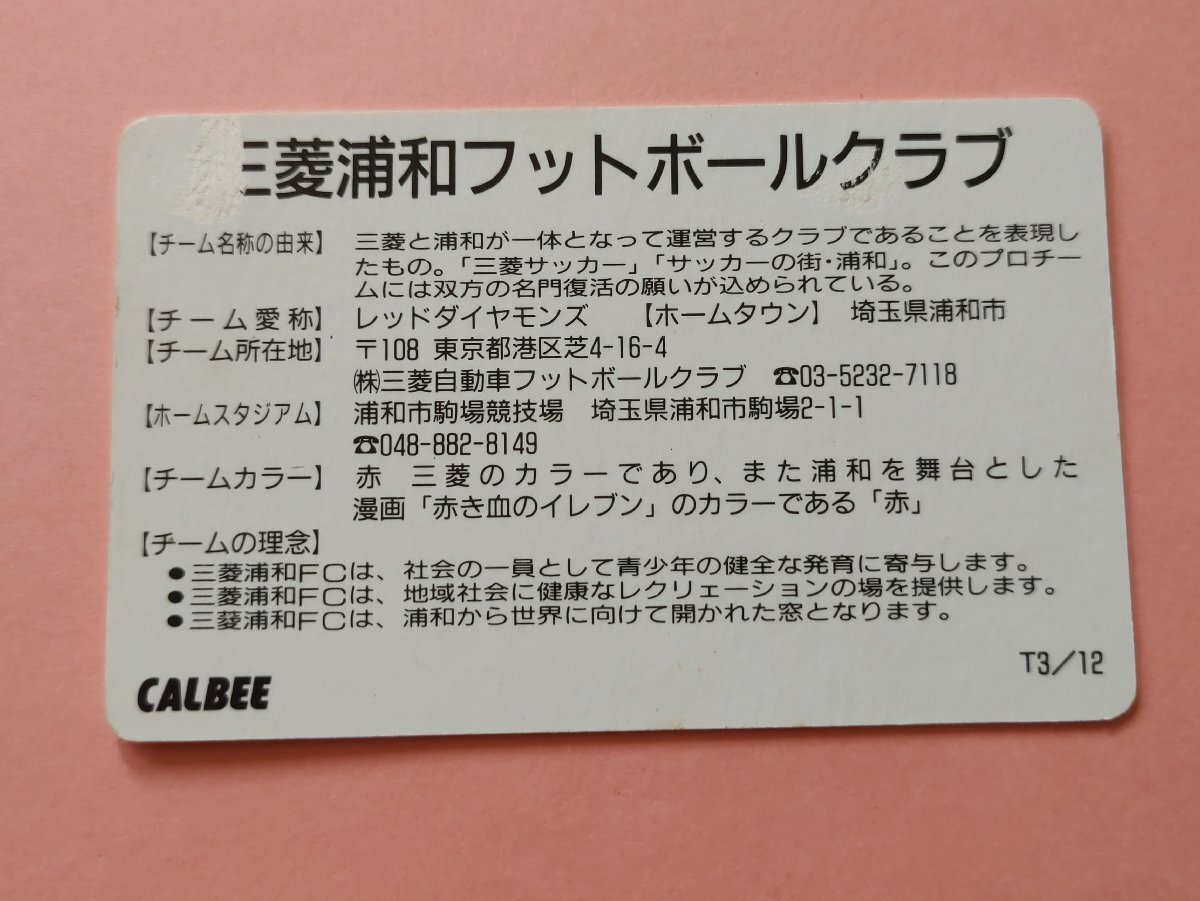 三菱浦和フットボールクラブ
【チーム名称の由来】 三菱と浦和が一体となって運営するクラブであることを表現し
たもの。「三菱サッカー」「サッカーの街・浦和」。このプロチー
ムには双方の名門復活の願いが込められている。
【チーム愛称】 レッドダイヤモンズ 【ホームタウン】 埼玉県浦和市
【チーム所在地】 〒108 東京都港区芝4-16-4
㈱三菱自動車フットボールクラブ ☎03-5232-7118
【ホームスタジアム】 浦和市駒場競技場 埼玉県浦和市駒場2-1-1
☎048-882-8149
【チームカラー】 赤 三菱のカラーであり、また浦和を舞台とした
漫画「赤き血のイレブン」のカラーである「赤」
【チームの理念】
●三菱浦和FCは、社会の一員として青少年の健全な発育に寄与します。
●三菱浦和FCは、地域社会に健康なレクリェーションの場を提供します。
●三菱浦和FCは、浦和から世界に向けて開かれた窓となります。
T3/12
CALBEE